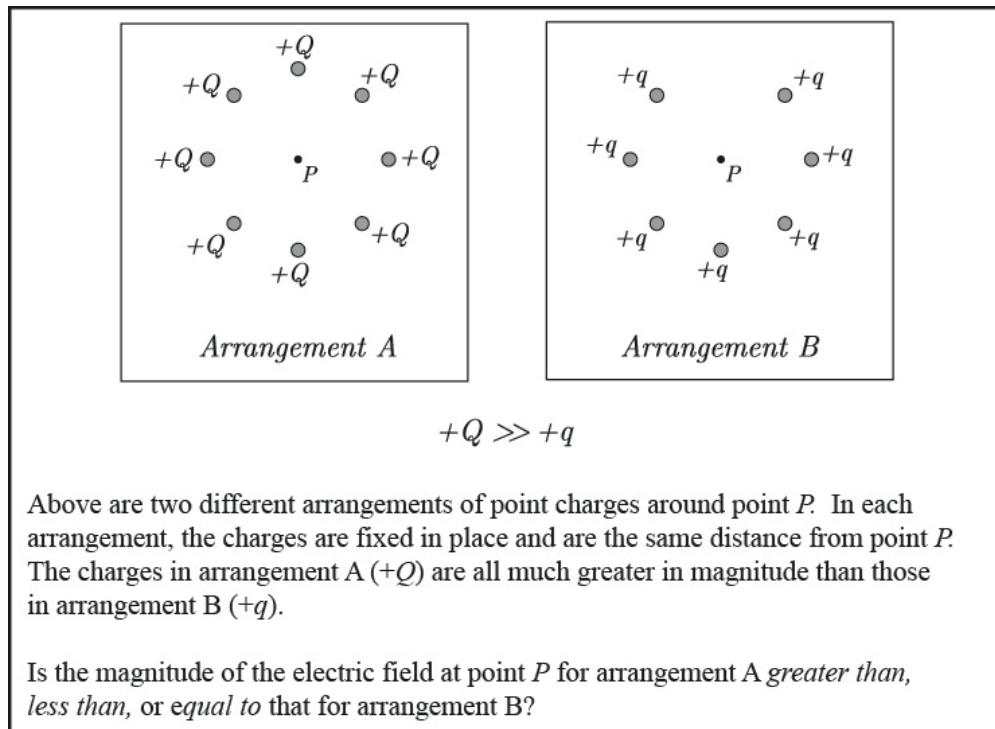 +Q
+Q
+Q
+Q
+Q
P
+Q
+Q
+Q
Arrangement A
+q
+q
+q
+q
P
+q
+q
+q
Arrangement B
+Q >> +q
Above are two different arrangements of point charges around point P. In each
arrangement, the charges are fixed in place and are the same distance from point P.
The charges in arrangement A (+Q) are all much greater in magnitude than those
in arrangement B (+q).
Is the magnitude of the electric field at point P for arrangement A greater than,
less than, or equal to that for arrangement B?